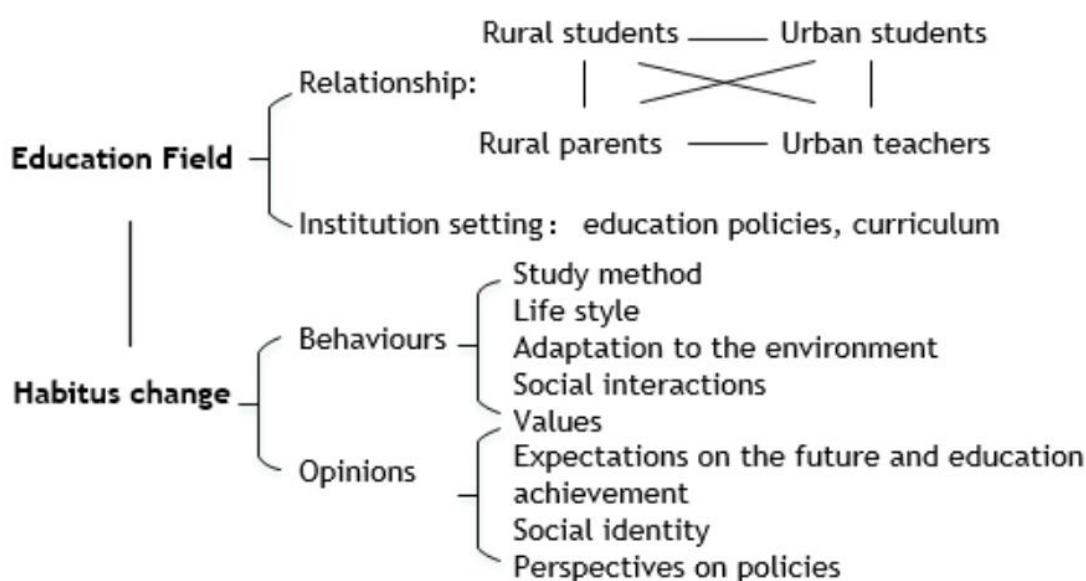 Rural students Urban students
Relationship:
Rural parents Urban teachers
Education Field
Institution setting: education policies, curriculum
Study method
Life style
Behaviours
Adaptation to the environment
Social interactions
Habitus change
Values
Expectations on the future and education
Opinions
achievement
Social identity
Perspectives on policies